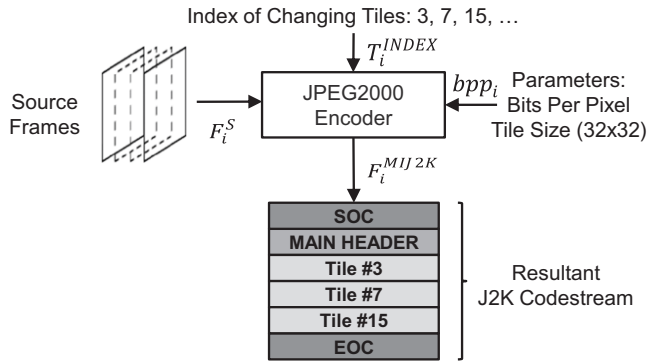 Index of Changing Tiles: 3, 7, 15, …
T_i^{INDEX}
Source
Frames
F_i^S
JPEG2000
Encoder
bpp_i
Parameters:
Bits Per Pixel
Tile Size (32x32)
F_i^{MIJ2K}
SOC
MAIN HEADER
Tile #3
Tile #7
Tile #15
EOC
Resultant
J2K Codestream